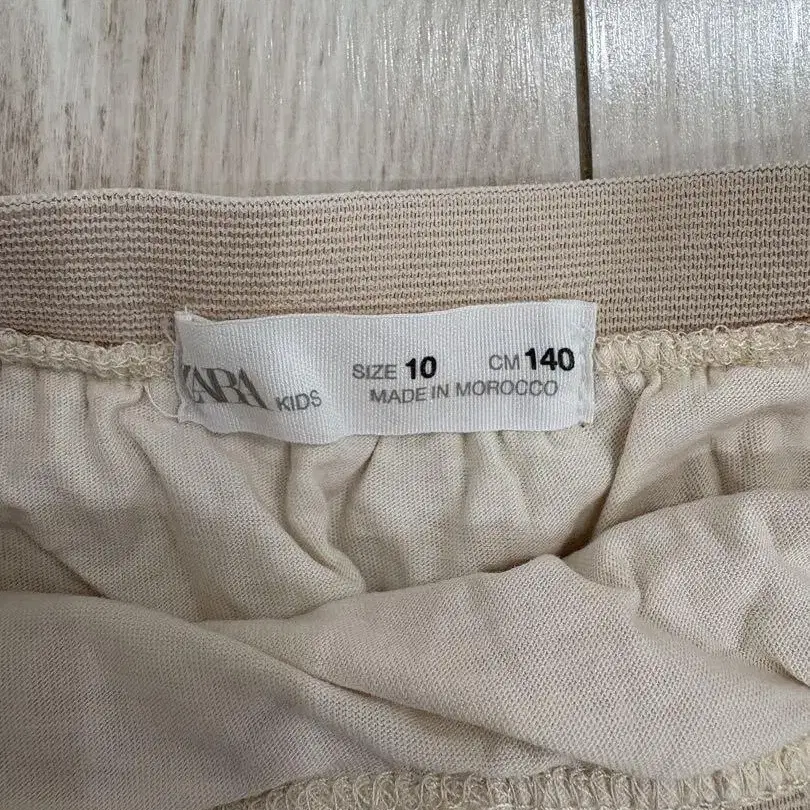 ZARA KIDS SIZE 10 CM 140
MADE IN MOROCCO